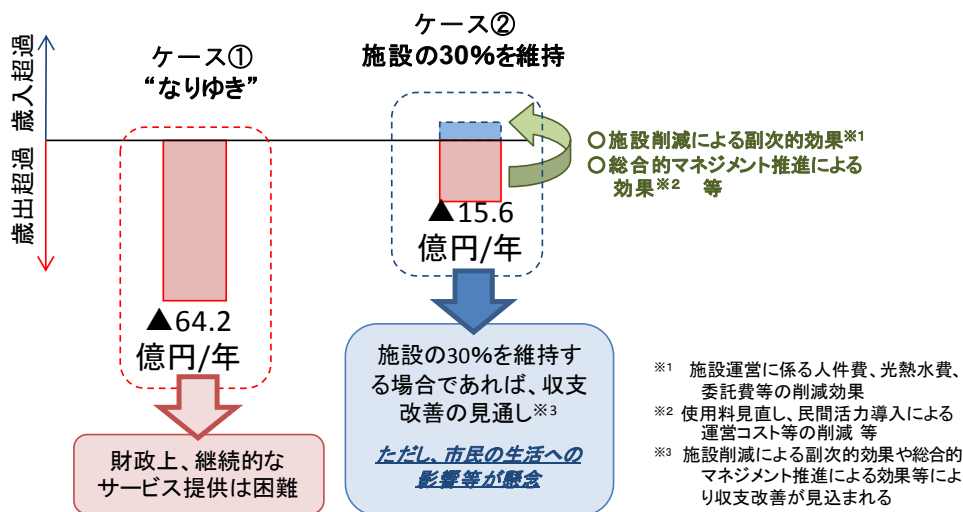 歳入超過
歳出超過
ケース①
“なりゆき”
▲64.2
億円/年
財政上、継続的な
サービス提供は困難
ケース②
施設の30%を維持
▲15.6
億円/年
施設の30%を維持す
る場合であれば、収支
改善の見通し※3
ただし、市民の生活への
影響等が懸念
○施設削減による副次的効果※1
○総合的マネジメント推進による
効果※2 等
※1 施設運営に係る人件費、光熱水費、
委託費等の削減効果
※2 使用料見直し、民間活力導入による
運営コスト等の削減 等
※3 施設削減による副次的効果や総合的
マネジメント推進による効果等によ
り収支改善が見込まれる